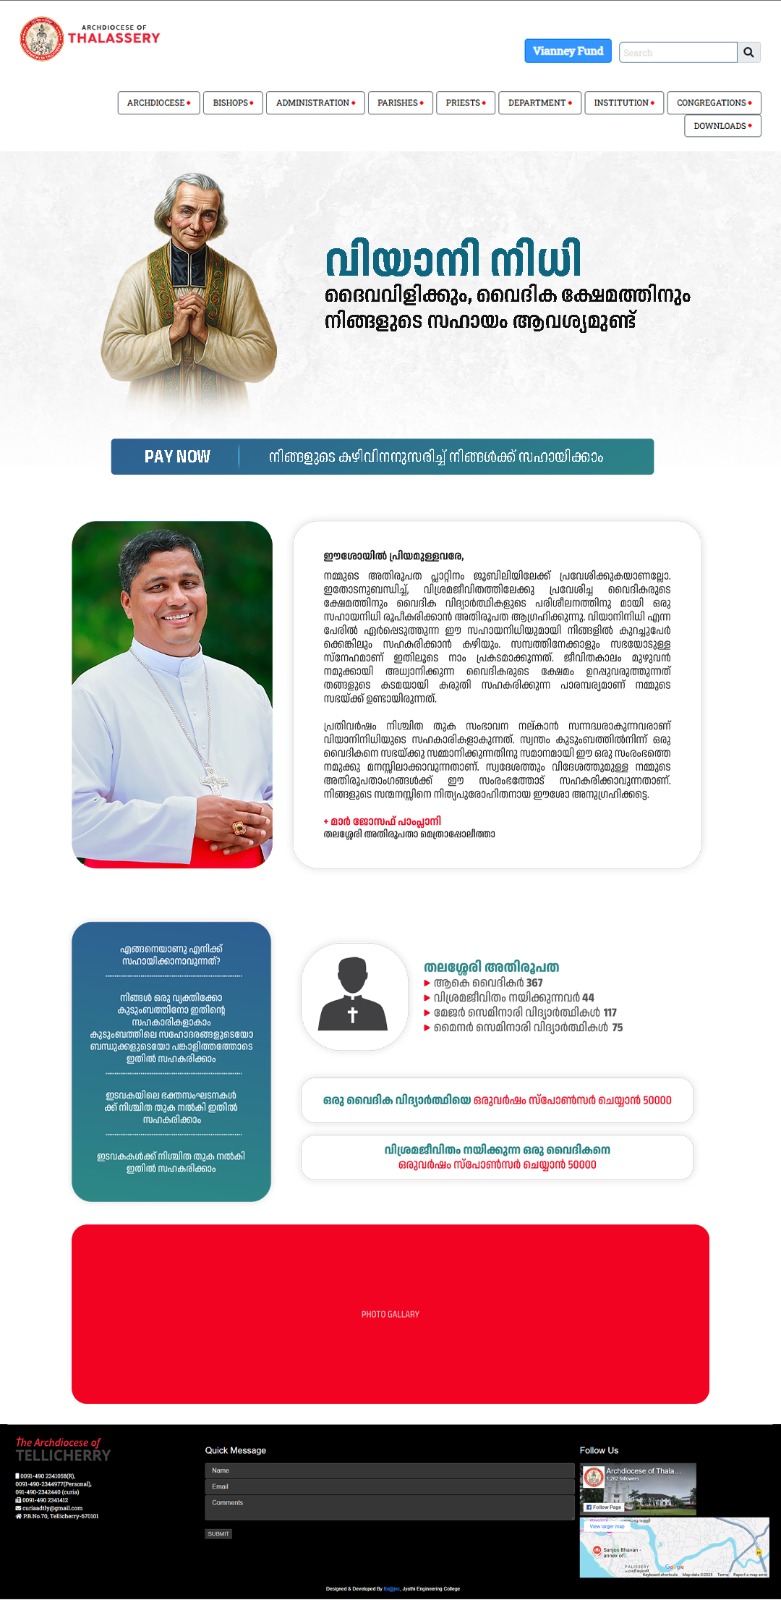 ARCHDIOCESE OF
THALASSERY
Vianney Fund
Search
ARCHDIOCESE
BISHOPS
ADMINISTRATION
PARISHES
PRIESTS
DEPARTMENT
INSTITUTION
CONGREGATIONS
DOWNLOADS
വിയാനി നിധി
ദൈവവിളിക്കും, വൈദിക ക്ഷേമത്തിനും
നിങ്ങളുടെ സഹായം ആവശ്യമുണ്ട്
PAY NOW
നിങ്ങളുടെ കഴിവിനനുസരിച്ച് നിങ്ങൾക്ക് സഹായിക്കാം
ഈശോയിൽ പ്രിയമുള്ളവരേ,
നമ്മുടെ അതിരൂപത പ്ലാറ്റിനം ജൂബിലിയിലേക്ക് പ്രവേശിക്കുകയാണല്ലോ.
ഇതോടനുബന്ധിച്ച്, വിശ്രമജീവിതത്തിലേക്കു പ്രവേശിച്ച വൈദികരുടെ
ക്ഷേമത്തിനും വൈദിക വിദ്യാർത്ഥികളുടെ പരിശീലനത്തിനു മായി ഒരു
സഹായനിധി രൂപീകരിക്കാൻ അതിരൂപത ആഗ്രഹിക്കുന്നു. വിയാനിനിധി എന്ന
പേരിൽ ഏർപ്പെടുത്തുന്ന ഈ സഹായനിധിയുമായി നിങ്ങളിൽ കുറച്ചുപേർ
ക്കെങ്കിലും സഹകരിക്കാൻ കഴിയും. സമ്പത്തിനേക്കാളും സഭയോടുള്ള
സ്നേഹമാണ് ഇതിലൂടെ നാം പ്രകടമാക്കുന്നത്. ജീവിതകാലം മുഴുവൻ
നമുക്കായി അധ്വാനിക്കുന്ന വൈദികരുടെ ക്ഷേമം ഉറപ്പുവരുത്തുന്നത്
തങ്ങളുടെ കടമയായി കരുതി സഹകരിക്കുന്ന പാരമ്പര്യമാണ് നമ്മുടെ
സഭയ്ക്ക് ഉണ്ടായിരുന്നത്.
പ്രതിവർഷം നിശ്ചിത തുക സംഭാവന നല്കാൻ സന്നദ്ധരാകുന്നവരാണ്
വിയാനിനിധിയുടെ സഹകാരികളാകുന്നത്. സ്വന്തം കുടുംബത്തിൽനിന്ന് ഒരു
വൈദികനെ സഭയ്ക്കു സമ്മാനിക്കുന്നതിനു സമാനമായി ഈ ഒരു സംരംഭത്തെ
നമുക്കു മനസ്സിലാക്കാവുന്നതാണ്. സ്വദേശത്തും വിദേശത്തുമുള്ള നമ്മുടെ
അതിരൂപതാംഗങ്ങൾക്ക് ഈ സംരംഭത്തോട് സഹകരിക്കാവുന്നതാണ്.
നിങ്ങളുടെ സന്മനസ്സിനെ നിത്യപുരോഹിതനായ ഈശോ അനുഗ്രഹിക്കട്ടെ.
+ മാർ ജോസഫ് പാംപ്ലാനി
തലശ്ശേരി അതിരൂപതാ മെത്രാപ്പോലീത്താ
എങ്ങനെയാണു എനിക്ക്
സഹായിക്കാനാവുന്നത്?
നിങ്ങൾ ഒരു വ്യക്തിക്കോ
കുടുംബത്തിനോ ഇതിന്റെ
സഹകാരികളാകാം
കുടുംബത്തിലെ സഹോദരങ്ങളുടെയോ
ബന്ധുക്കളുടെയോ പങ്കാളിത്തത്തോടെ
ഇതിൽ സഹകരിക്കാം
ഇടവകയിലെ ഭക്തസംഘടനകൾ
ക്ക് നിശ്ചിത തുക നൽകി ഇതിൽ
സഹകരിക്കാം
ഇടവകകൾക്ക് നിശ്ചിത തുക നൽകി
ഇതിൽ സഹകരിക്കാം
തലശ്ശേരി അതിരൂപത
ആകെ വൈദികർ 367
വിശ്രമജീവിതം നയിക്കുന്നവർ 44
മേജർ സെമിനാരി വിദ്യാർത്ഥികൾ 117
മൈനർ സെമിനാരി വിദ്യാർത്ഥികൾ 75
ഒരു വൈദിക വിദ്യാർത്ഥിയെ ഒരുവർഷം സ്പോൺസർ ചെയ്യാൻ 50000
വിശ്രമജീവിതം നയിക്കുന്ന ഒരു വൈദികനെ
ഒരുവർഷം സ്പോൺസർ ചെയ്യാൻ 50000
PHOTO GALLARY
The Archdiocese of
TELLICHERRY
0091-490 2341058(R),
0091-490-2344977(Personal),
091-490-2342440 (curia)
0091-490 2341412
curiaadtly@gmail.com
P.B.No.70, Tellicherry-670101
Quick Message
Name
Email
Comments
SUBMIT
Follow Us
Archdiocese of Thala...
followers
Follow Page
View larger map
Sanjos Bhavan -
annex of...
PALISSERY
Google
Keyboard shortcuts
Map data ©2025
Terms
Report a map error
Designed & Developed By , Jyothi Engineering College